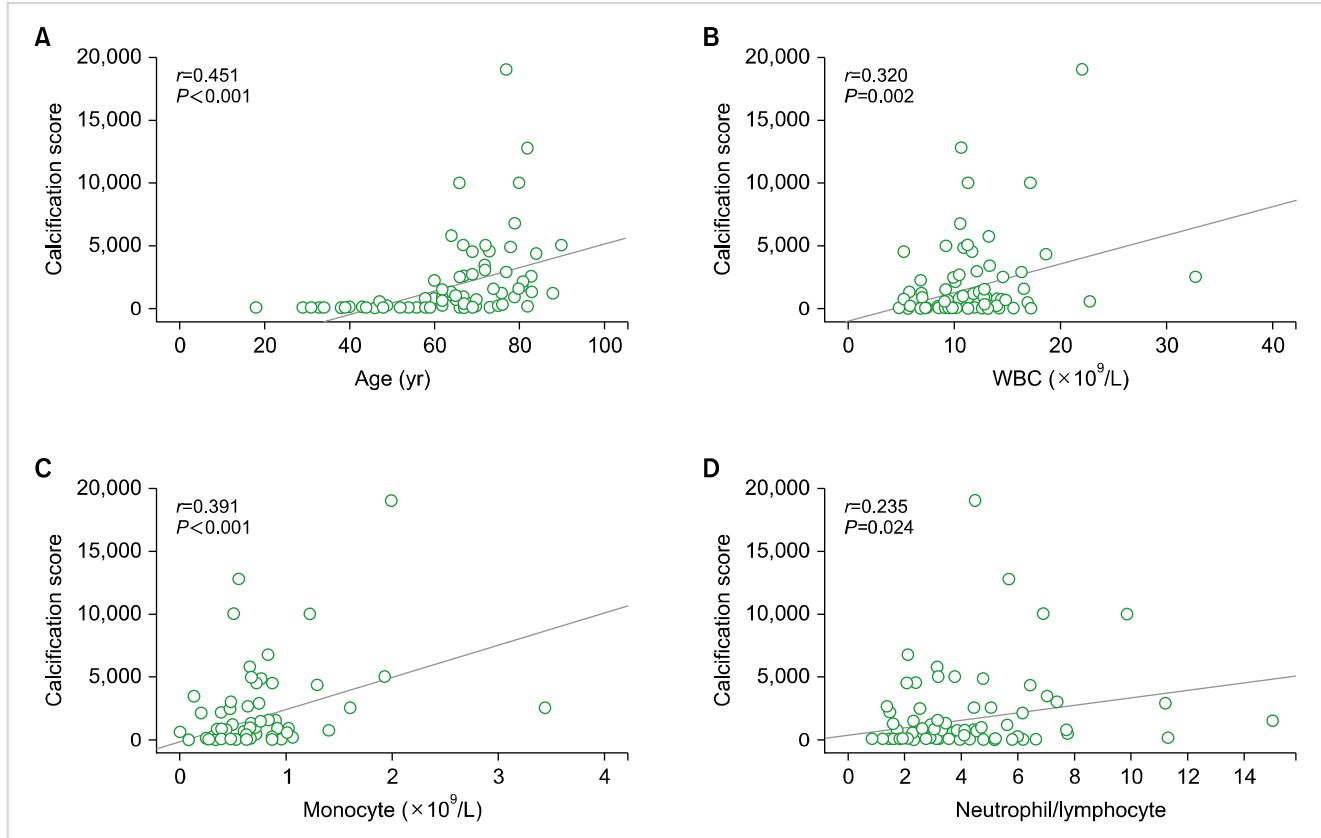 A
r=0.451
P<0.001
20,000
15,000
10,000
5,000
0
Calcification score
0 20 40 60 80 100
Age (yr)
B
r=0.320
P=0.002
20,000
15,000
10,000
5,000
0
Calcification score
0 10 20 30 40
WBC (×10⁹/L)
C
r=0.391
P<0.001
20,000
15,000
10,000
5,000
0
Calcification score
0 1 2 3 4
Monocyte (×10⁹/L)
D
r=0.235
P=0.024
20,000
15,000
10,000
5,000
0
Calcification score
0 2 4 6 8 10 12 14
Neutrophil/lymphocyte